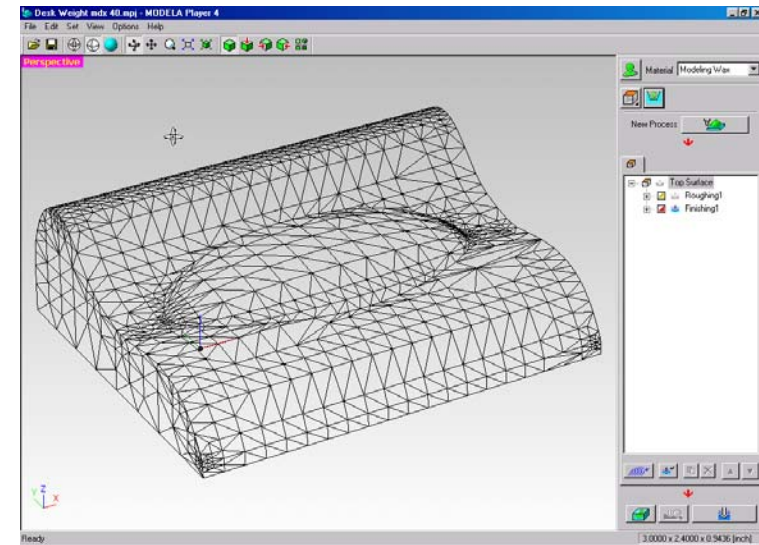 Desk Weight mdx 40.mpj - MODELA Player 4
File Edit Set View Options Help
Perspective
Material Modeling Wax
New Process
Top Surface
Roughing1
Finishing1
Z
Y X
Ready
3.0000 x 2.4000 x 0.9436 [inch]